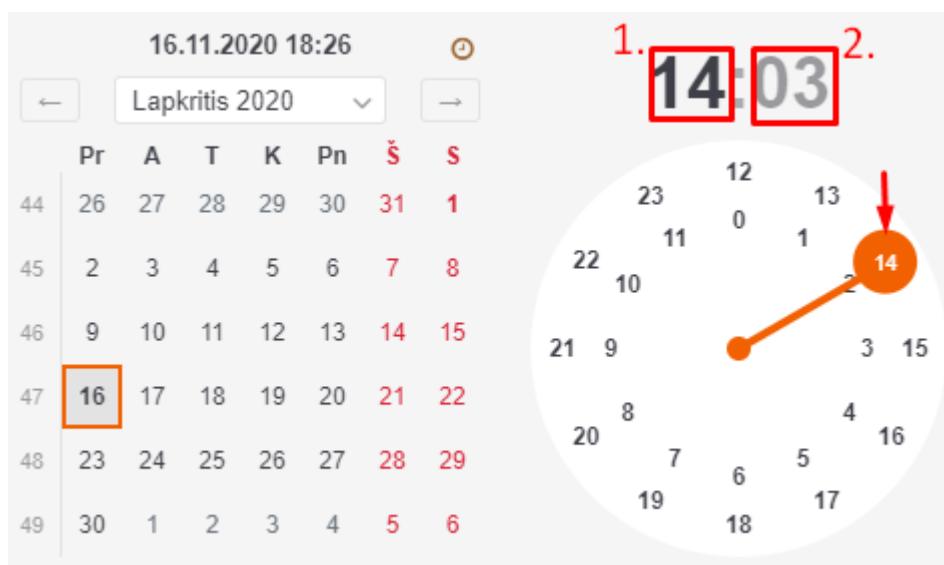 16.11.2020 18:26
← Lapkritis 2020 →
Pr A T K Pn Š S
44 26 27 28 29 30 31 1
45 2 3 4 5 6 7 8
46 9 10 11 12 13 14 15
47 16 17 18 19 20 21 22
48 23 24 25 26 27 28 29
49 30 1 2 3 4 5 6
1. 14:03 2.
12
23 13
0
11 1
22 14
10 2
21 9 3 15
8 4
20 16
7 5
6
19 17
18